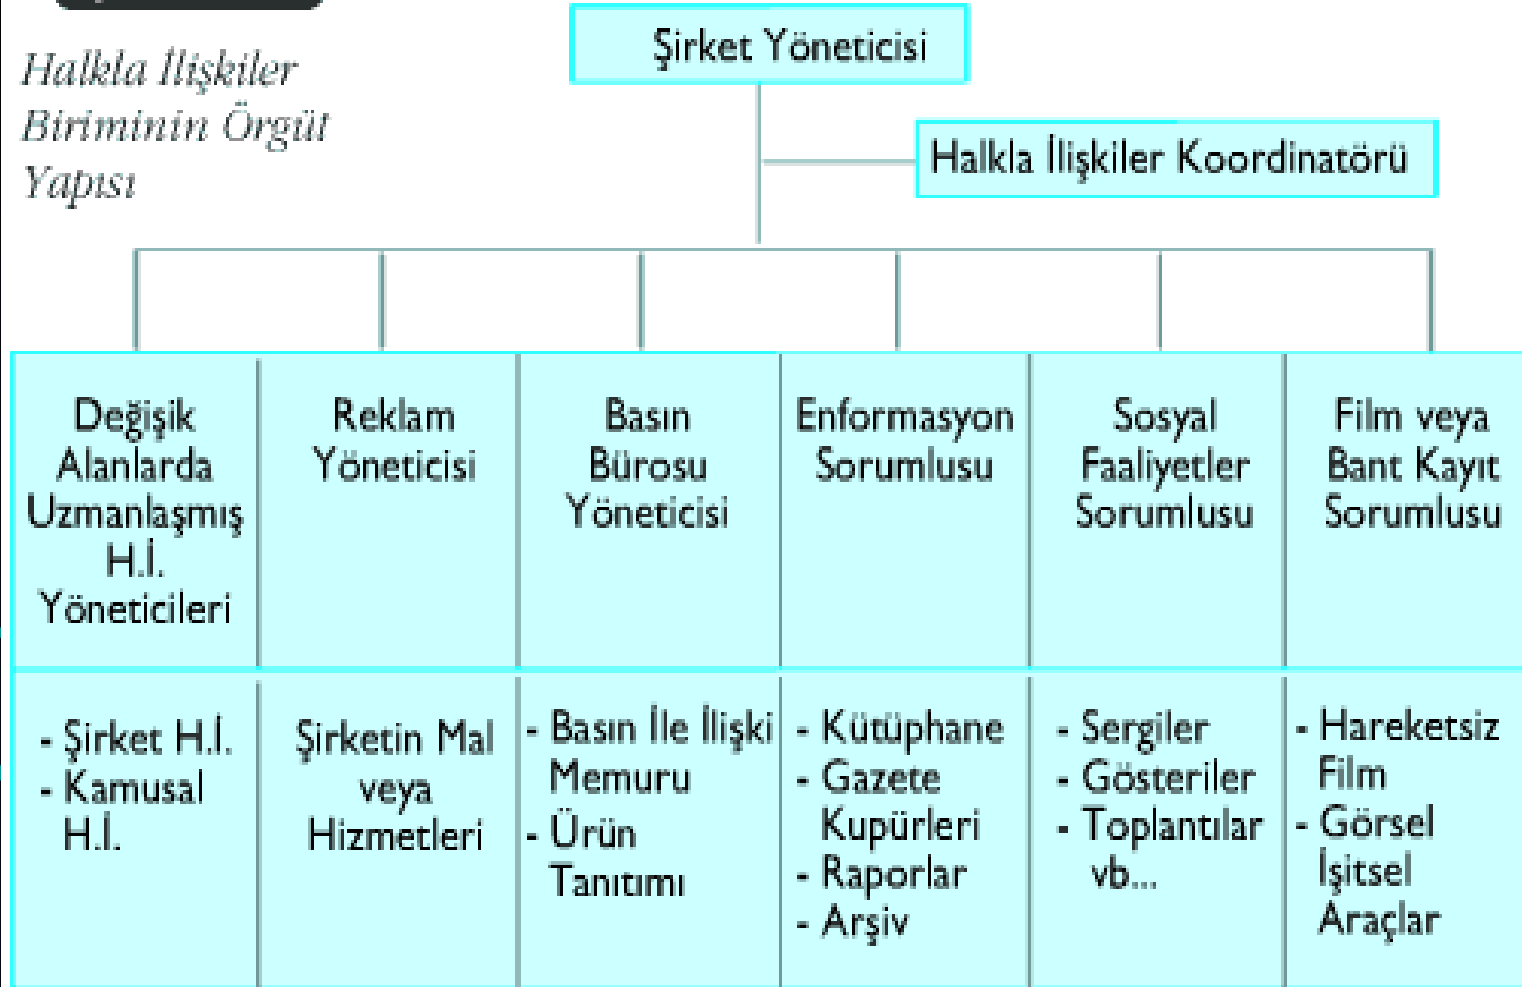 Halkla İlişkiler
Biriminin Örgüt
Yapısı
Şirket Yöneticisi
Halkla İlişkiler Koordinatörü
Değişik
Alanlarda
Uzmanlaşmış
H.İ.
Yöneticileri
Reklam
Yöneticisi
Basın
Bürosu
Yöneticisi
Enformasyon
Sorumlusu
Sosyal
Faaliyetler
Sorumlusu
Film veya
Bant Kayıt
Sorumlusu
- Şirket H.İ.
- Kamusal
H.İ.
Şirketin Mal
veya
Hizmetleri
- Basın İle İlişki
Memuru
- Ürün
Tanıtımı
- Kütüphane
- Gazete
Kupürleri
- Raporlar
- Arşiv
- Sergiler
- Gösteriler
- Toplantılar
vb...
- Hareketsiz
Film
- Görsel
İşitsel
Araçlar